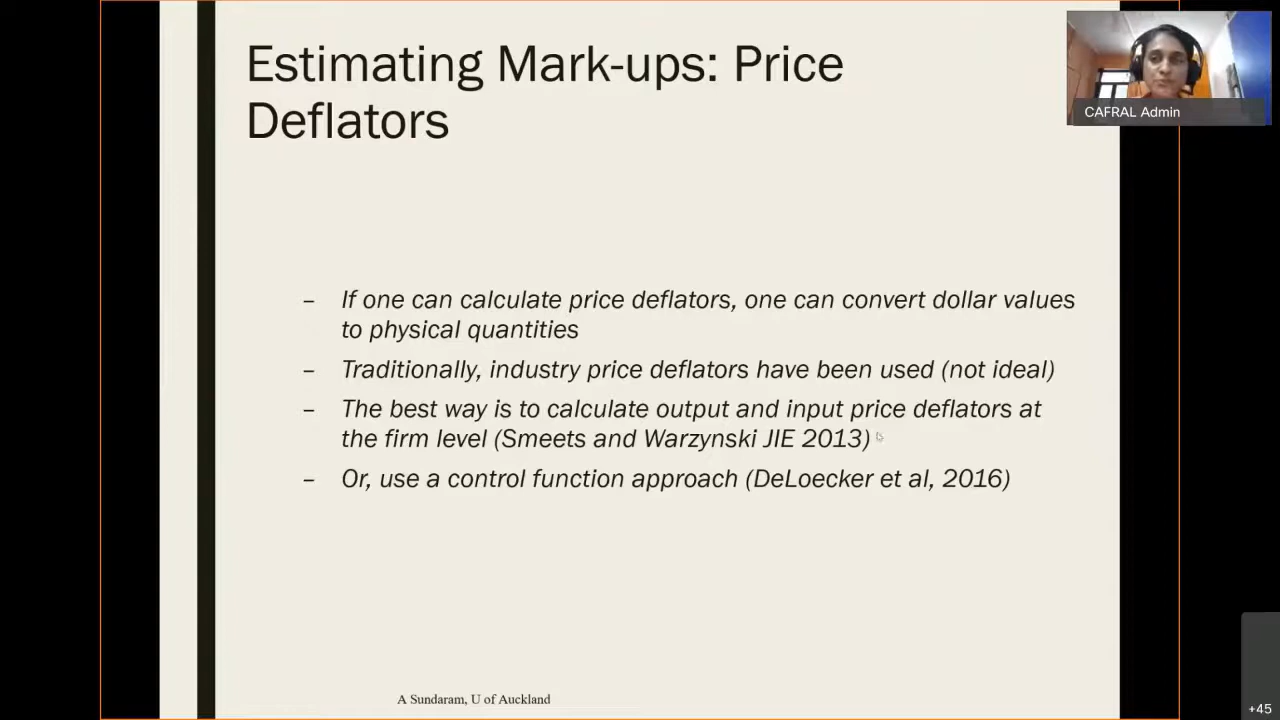 Estimating Mark-ups: Price
Deflators
CAFRAL Admin
– If one can calculate price deflators, one can convert dollar values
to physical quantities
– Traditionally, industry price deflators have been used (not ideal)
– The best way is to calculate output and input price deflators at
the firm level (Smeets and Warzynski JIE 2013)
– Or, use a control function approach (DeLoecker et al, 2016)
A Sundaram, U of Auckland
+45